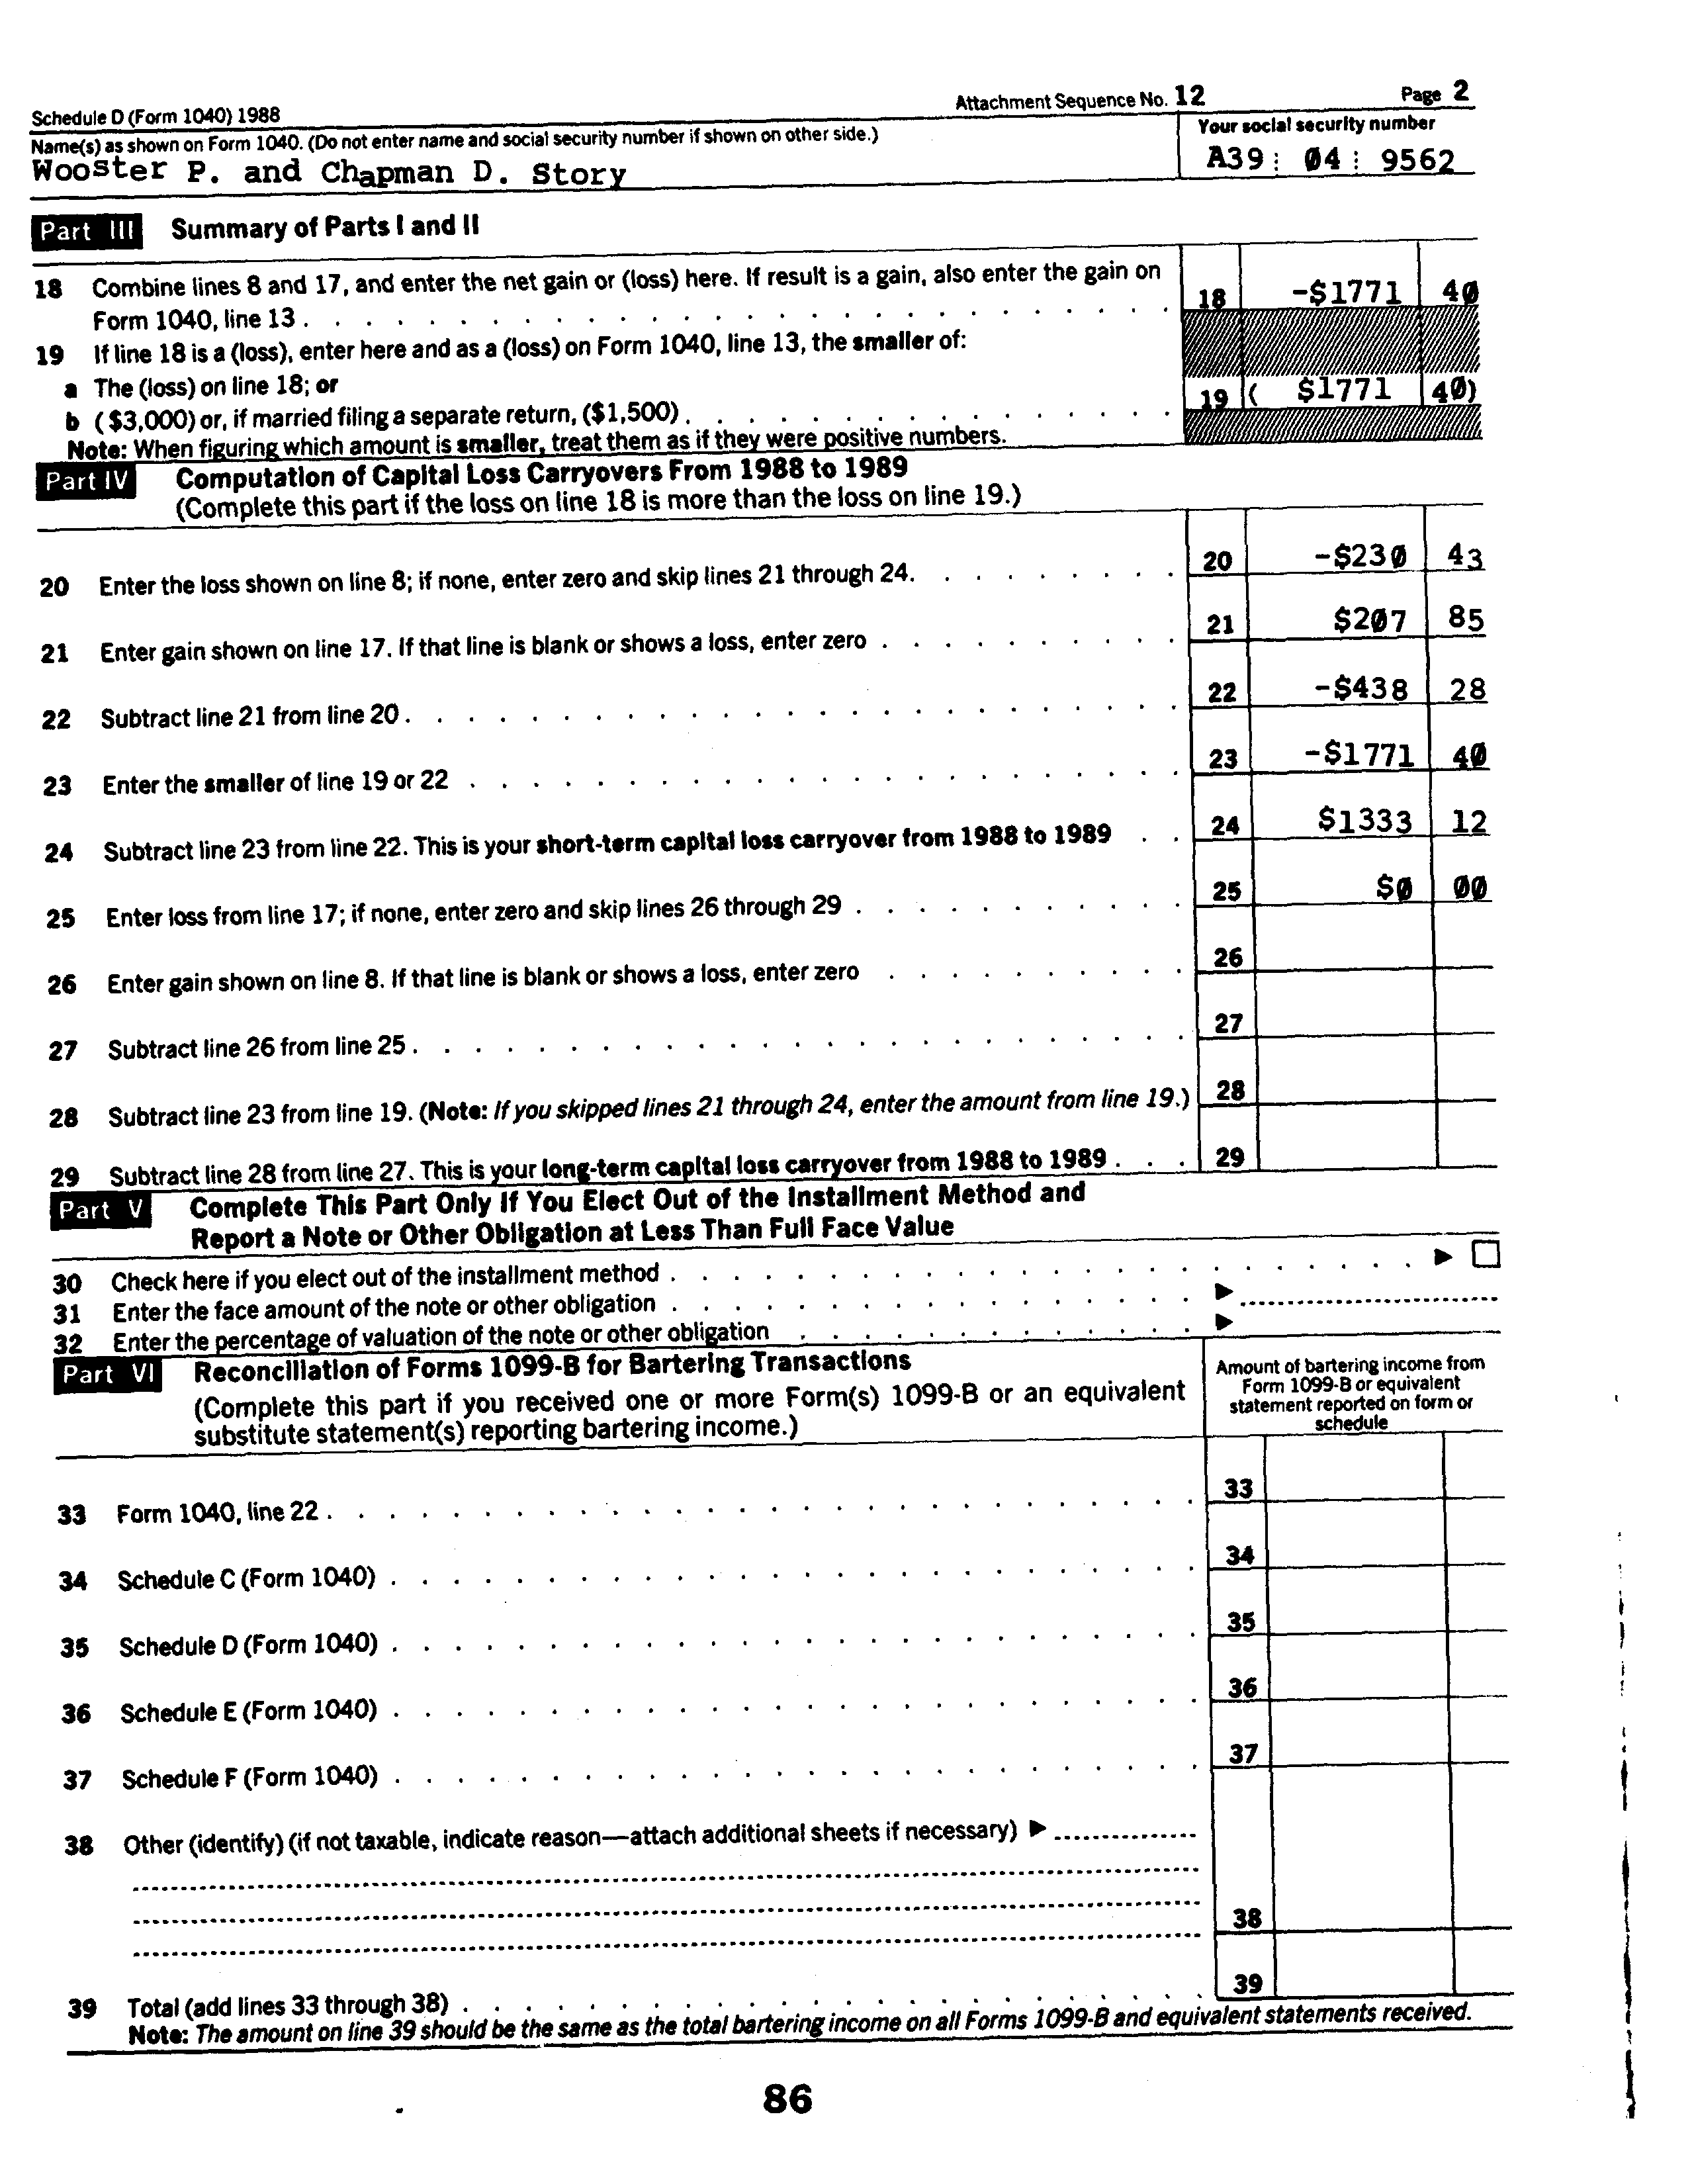 Schedule D (Form 1040) 1988 Attachment Sequence No. 12 Page 2
Name(s) as shown on Form 1040. (Do not enter name and social security number if shown on other side.) Your social security number
Wooster P. and Chapman D. Story A39 04 9562
Part III Summary of Parts I and II
18 Combine lines 8 and 17, and enter the net gain or (loss) here. If result is a gain, also enter the gain on
Form 1040, line 13 . . . . . . . . . . . . . . . . . . . . . . . . . . . 18 -$1771 40
19 If line 18 is a (loss), enter here and as a (loss) on Form 1040, line 13, the smaller of:
a The (loss) on line 18; or
b ($3,000) or, if married filing a separate return, ($1,500) . . . . . . . . . . . . . . . 19 ( $1771 40)
Note: When figuring which amount is smaller, treat them as if they were positive numbers.
Part IV Computation of Capital Loss Carryovers From 1988 to 1989
(Complete this part if the loss on line 18 is more than the loss on line 19.)
20 Enter the loss shown on line 8; if none, enter zero and skip lines 21 through 24. . . . . . . . . 20 -$230 43
21 Enter gain shown on line 17. If that line is blank or shows a loss, enter zero . . . . . . . . . . 21 $207 85
22 Subtract line 21 from line 20 . . . . . . . . . . . . . . . . . . . . . . . . 22 -$438 28
23 Enter the smaller of line 19 or 22 . . . . . . . . . . . . . . . . . . . . . . . 23 -$1771 40
24 Subtract line 23 from line 22. This is your short-term capital loss carryover from 1988 to 1989 . . 24 $1333 12
25 Enter loss from line 17; if none, enter zero and skip lines 26 through 29 . . . . . . . . . . . 25 $0 00
26 Enter gain shown on line 8. If that line is blank or shows a loss, enter zero . . . . . . . . . . 26
27 Subtract line 26 from line 25 . . . . . . . . . . . . . . . . . . . . . . . . 27
28 Subtract line 23 from line 19. (Note: If you skipped lines 21 through 24, enter the amount from line 19.) 28
29 Subtract line 28 from line 27. This is your long-term capital loss carryover from 1988 to 1989 . . . 29
Part V Complete This Part Only If You Elect Out of the Installment Method and
Report a Note or Other Obligation at Less Than Full Face Value
30 Check here if you elect out of the installment method . . . . . . . . . . . . . . . . . . . . . . . . ▶ ☐
31 Enter the face amount of the note or other obligation . . . . . . . . . . . . . . . . . ▶
32 Enter the percentage of valuation of the note or other obligation . . . . . . . . . . . . . ▶
Part VI Reconciliation of Forms 1099-B for Bartering Transactions
(Complete this part if you received one or more Form(s) 1099-B or an equivalent
substitute statement(s) reporting bartering income.)
Amount of bartering income from
Form 1099-B or equivalent
statement reported on form or
schedule
33 Form 1040, line 22 . . . . . . . . . . . . . . . . . . . . . . . . . . . 33
34 Schedule C (Form 1040) . . . . . . . . . . . . . . . . . . . . . . . . . . 34
35 Schedule D (Form 1040) . . . . . . . . . . . . . . . . . . . . . . . . . . 35
36 Schedule E (Form 1040) . . . . . . . . . . . . . . . . . . . . . . . . . . 36
37 Schedule F (Form 1040) . . . . . . . . . . . . . . . . . . . . . . . . . . 37
38 Other (identify) (if not taxable, indicate reason—attach additional sheets if necessary) ▶
38
39 Total (add lines 33 through 38) . . . . . . . . . . . . . . . . . . . . . . . . 39
Note: The amount on line 39 should be the same as the total bartering income on all Forms 1099-B and equivalent statements received.
86